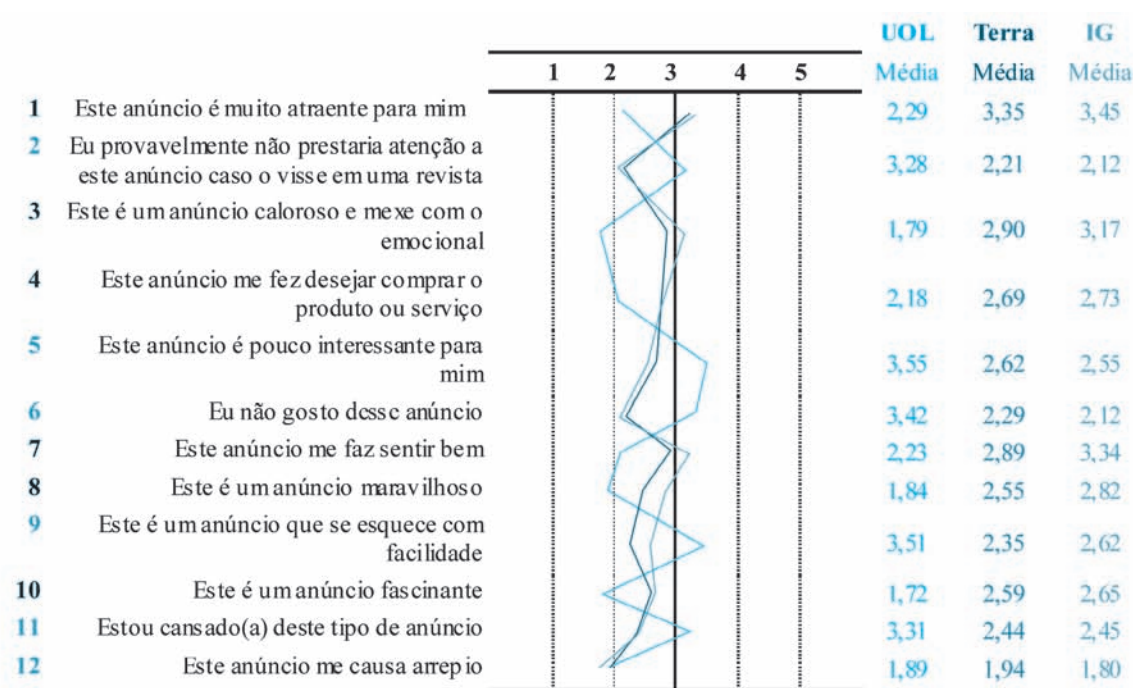 UOL Terra IG
1 2 3 4 5 Média Média Média
1 Este anúncio é muito atraente para mim 2,29 3,35 3,45
2 Eu provavelmente não prestaria atenção a
este anúncio caso o visse em uma revista 3,28 2,21 2,12
3 Este é um anúncio caloroso e mexe com o
emocional 1,79 2,90 3,17
4 Este anúncio me fez desejar comprar o
produto ou serviço 2,18 2,69 2,73
5 Este anúncio é pouco interessante para
mim 3,55 2,62 2,55
6 Eu não gosto desse anúncio 3,42 2,29 2,12
7 Este anúncio me faz sentir bem 2,23 2,89 3,34
8 Este é um anúncio maravilhoso 1,84 2,55 2,82
9 Este é um anúncio que se esquece com
facilidade 3,51 2,35 2,62
10 Este é um anúncio fascinante 1,72 2,59 2,65
11 Estou cansado(a) deste tipo de anúncio 3,31 2,44 2,45
12 Este anúncio me causa arrepio 1,89 1,94 1,80